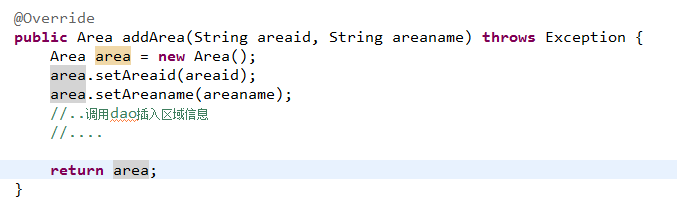 @Override
public Area addArea(String areaid, String areaname) throws Exception {
    Area area = new Area();
    area.setAreaid(areaid);
    area.setAreaname(areaname);
    //..调用dao插入区域信息
    //....
    return area;
}